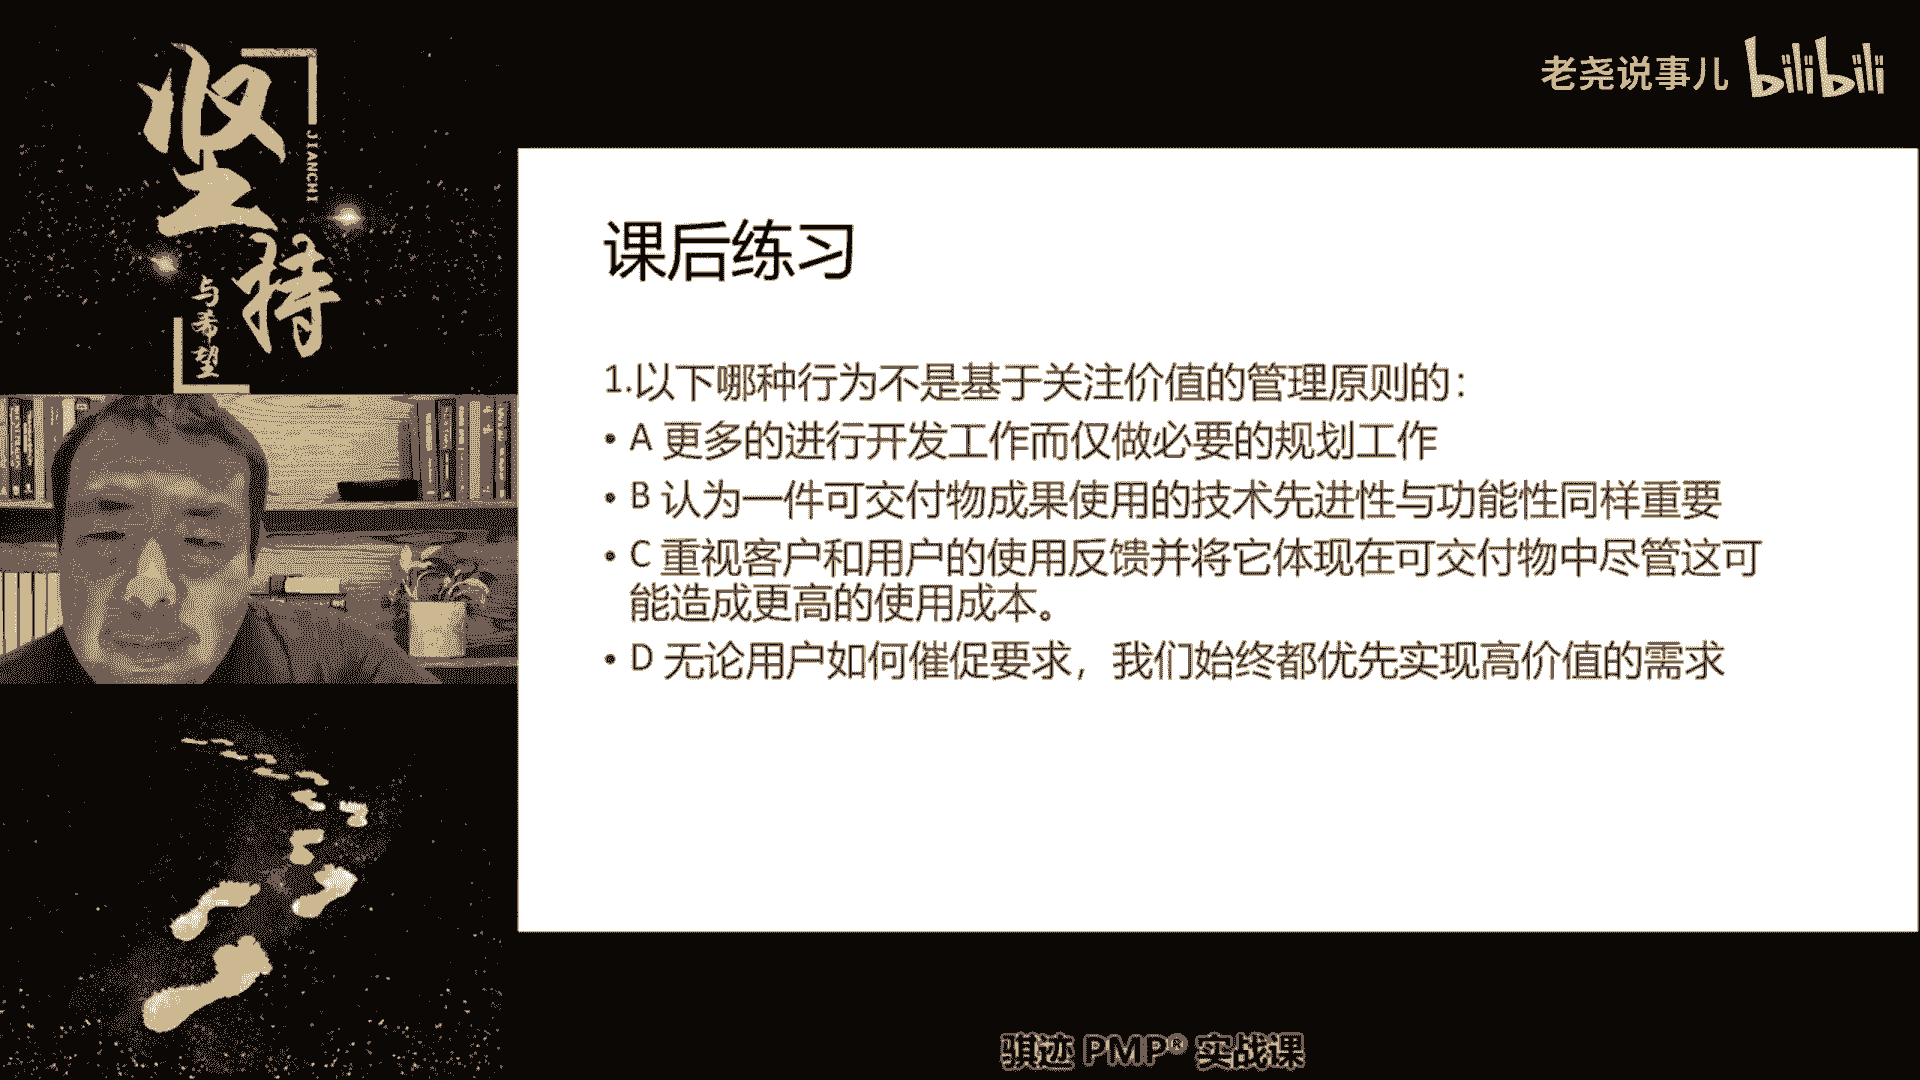 坚持
JIANCHI
与希望
老尧说事儿 bilibili
课后练习
1.以下哪种行为不是基于关注价值的管理原则的：
• A 更多的进行开发工作而仅做必要的规划工作
• B 认为一件可交付物成果使用的技术先进性与功能性同样重要
• C 重视客户和用户的使用反馈并将它体现在可交付物中尽管这可
能造成更高的使用成本。
• D 无论用户如何催促要求，我们始终都优先实现高价值的需求
骐迹 PMP® 实战课